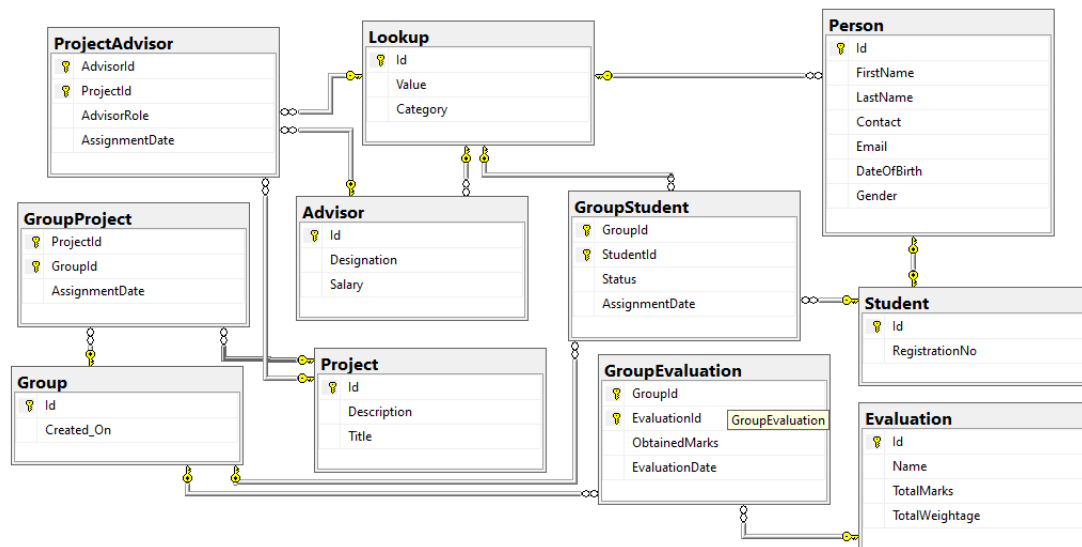 ProjectAdvisor
AdvisorId
ProjectId
AdvisorRole
AssignmentDate
Lookup
Id
Value
Category
Person
Id
FirstName
LastName
Contact
Email
DateOfBirth
Gender
GroupProject
ProjectId
GroupId
AssignmentDate
Advisor
Id
Designation
Salary
GroupStudent
GroupId
StudentId
Status
AssignmentDate
Student
Id
RegistrationNo
Group
Id
Created_On
Project
Id
Description
Title
GroupEvaluation
GroupId
EvaluationId
GroupEvaluation
ObtainedMarks
EvaluationDate
Evaluation
Id
Name
TotalMarks
TotalWeightage